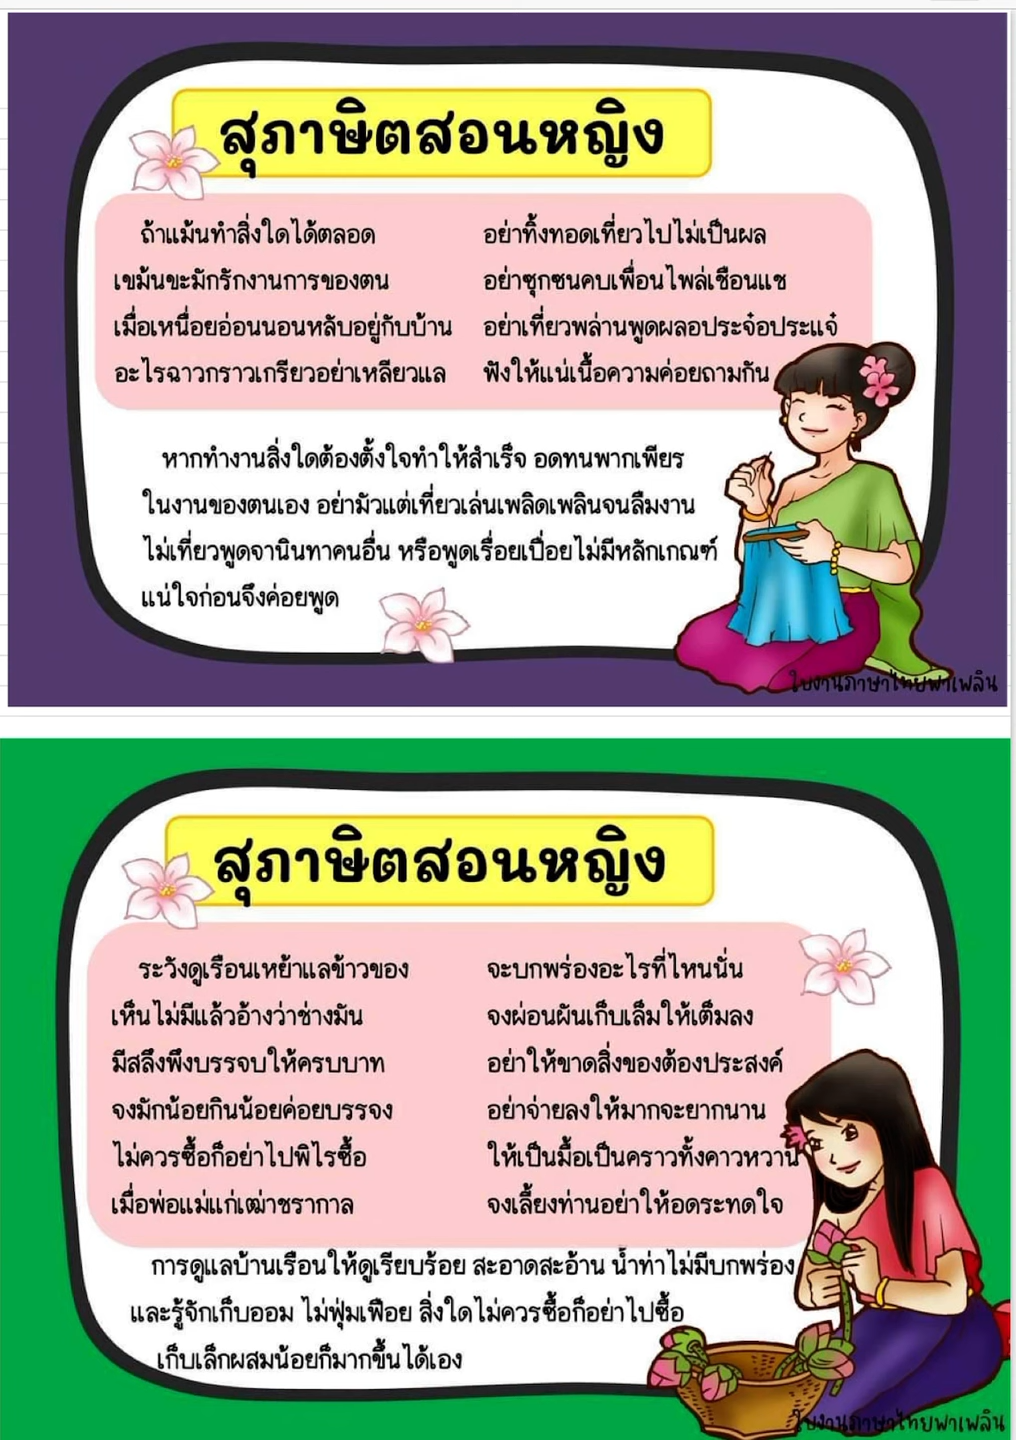 สุภาษิตสอนหญิง
ถ้าแม้นทำสิ่งใดได้ตลอด อย่าทิ้งทอดเที่ยวไปไม่เป็นผล
เขม้นขะมักรักงานการของตน อย่าซุกซนคบเพื่อนไพล่เชือนแช
เมื่อเหนื่อยอ่อนนอนหลับอยู่กับบ้าน อย่าเที่ยวพล่านพูดผลอประจ๋อประแจ๋
อะไรฉาวกราวเกรียวอย่าเหลียวแล ฟังให้แน่เนื้อความค่อยถามกัน
หากทำงานสิ่งใดต้องตั้งใจทำให้สำเร็จ อดทนพากเพียร
ในงานของตนเอง อย่ามัวแต่เที่ยวเล่นเพลิดเพลินจนลืมงาน
ไม่เที่ยวพูดจานินทาคนอื่น หรือพูดเรื่อยเปื่อยไม่มีหลักเกณฑ์
แน่ใจก่อนจึงค่อยพูด
ใบงานภาษาไทยพาเพลิน
สุภาษิตสอนหญิง
ระวังดูเรือนเหย้าแลข้าวของ จะบกพร่องอะไรที่ไหนนั่น
เห็นไม่มีแล้วอ้างว่าช่างมัน จงผ่อนผันเก็บเล็มให้เต็มลง
มีสลึงพึงบรรจบให้ครบบาท อย่าให้ขาดสิ่งของต้องประสงค์
จงมักน้อยกินน้อยค่อยบรรจง อย่าจ่ายลงให้มากจะยากนาน
ไม่ควรซื้อก็อย่าไปพิไรซื้อ ให้เป็นมื้อเป็นคราวทั้งคาวหวาน
เมื่อพ่อแม่แก่เฒ่าชรากาล จงเลี้ยงท่านอย่าให้อดระทดใจ
การดูแลบ้านเรือนให้ดูเรียบร้อย สะอาดสะอ้าน น้ำท่าไม่มีบกพร่อง
และรู้จักเก็บออม ไม่ฟุ่มเฟือย สิ่งใดไม่ควรซื้อก็อย่าไปซื้อ
เก็บเล็กผสมน้อยก็มากขึ้นได้เอง
ใบงานภาษาไทยพาเพลิน